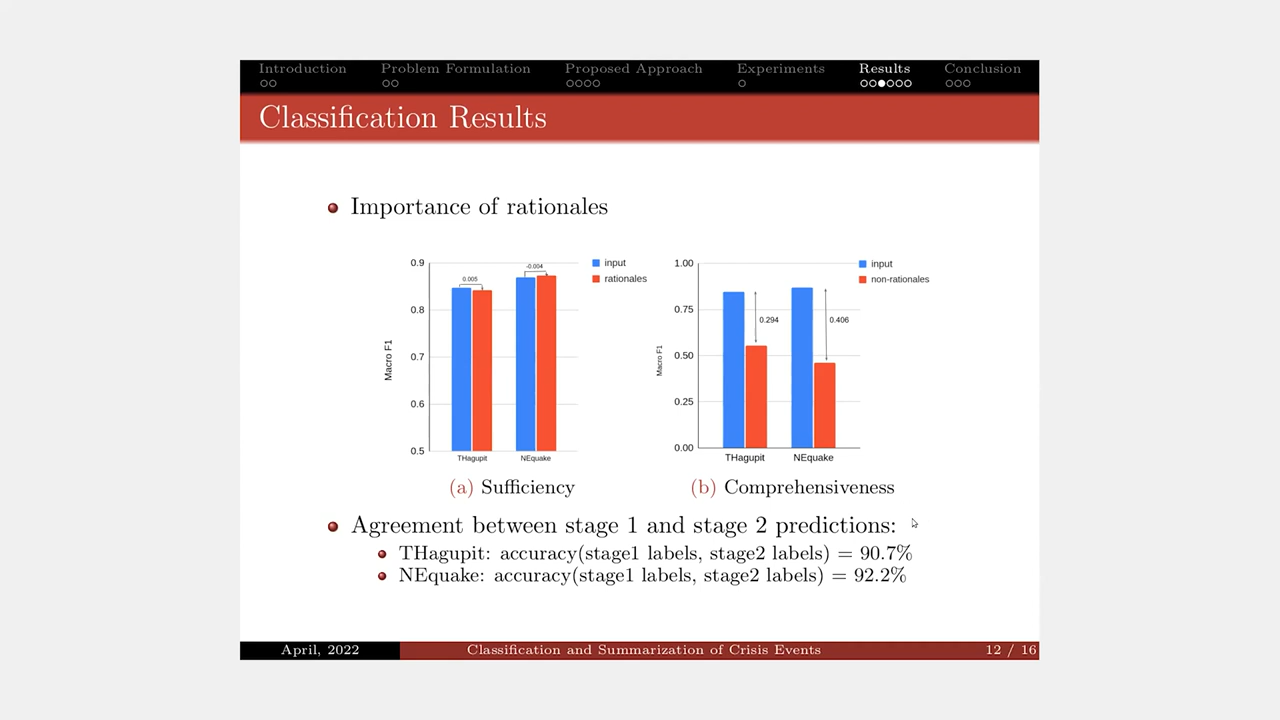 Introduction Problem Formulation Proposed Approach Experiments Results Conclusion
Classification Results
Importance of rationales
0.9
0.8
0.7
0.6
0.5
Macro F1
0.005
-0.004
input
rationales
THagupit NEquake
(a) Sufficiency
1.00
0.75
0.50
0.25
0.00
Macro F1
0.294
0.406
input
non-rationales
THagupit NEquake
(b) Comprehensiveness
Agreement between stage 1 and stage 2 predictions:
THagupit: accuracy(stage1 labels, stage2 labels) = 90.7%
NEquake: accuracy(stage1 labels, stage2 labels) = 92.2%
April, 2022 Classification and Summarization of Crisis Events 12 / 16